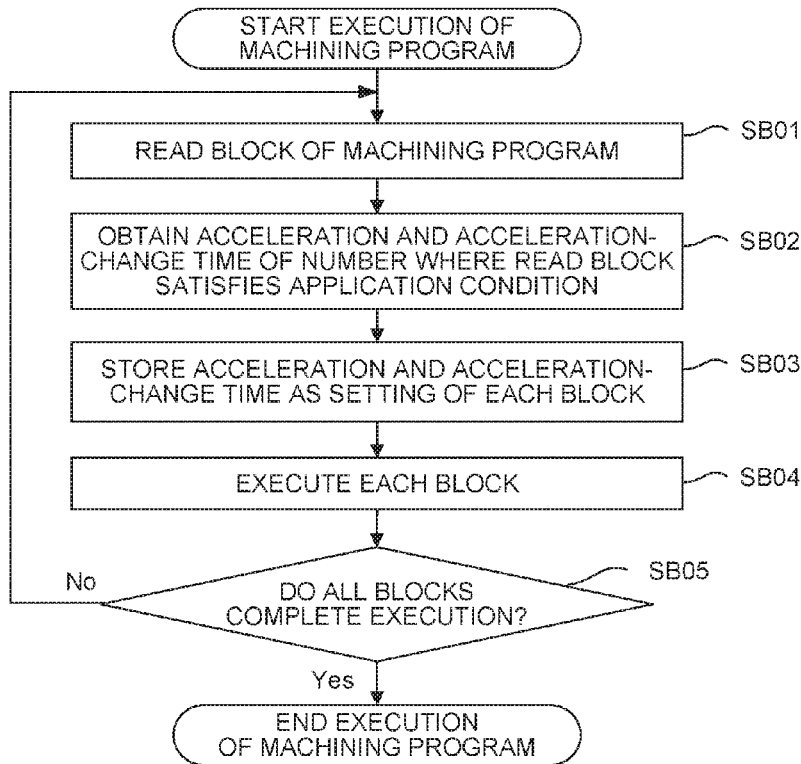 START EXECUTION OF
MACHINING PROGRAM
READ BLOCK OF MACHINING PROGRAM
SB01
OBTAIN ACCELERATION AND ACCELERATION-
CHANGE TIME OF NUMBER WHERE READ BLOCK
SATISFIES APPLICATION CONDITION
SB02
STORE ACCELERATION AND ACCELERATION-
CHANGE TIME AS SETTING OF EACH BLOCK
SB03
EXECUTE EACH BLOCK
SB04
No
DO ALL BLOCKS
COMPLETE EXECUTION?
SB05
Yes
END EXECUTION
OF MACHINING PROGRAM